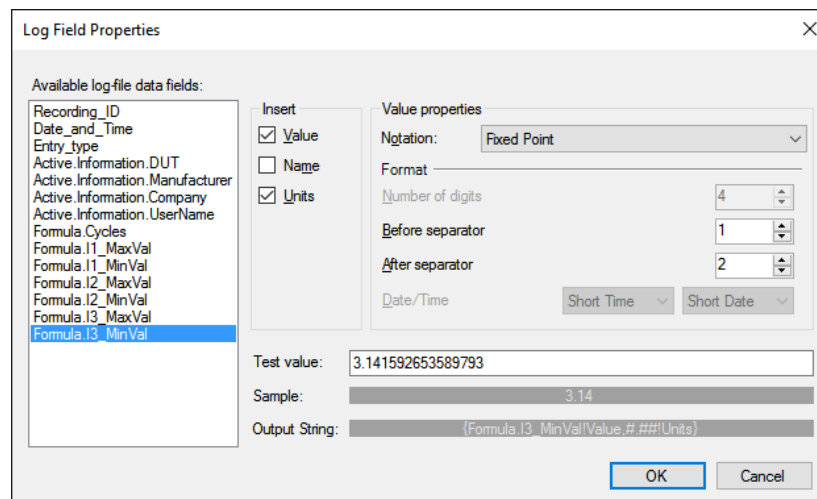 Log Field Properties
Available log-file data fields:
Recording_ID
Date_and_Time
Entry_type
Active.Information.DUT
Active.Information.Manufacturer
Active.Information.Company
Active.Information.UserName
Formula.Cycles
Formula.I1_MaxVal
Formula.I1_MinVal
Formula.I2_MaxVal
Formula.I2_MinVal
Formula.I3_MaxVal
Formula.I3_MinVal
Insert
Value
Name
Units
Value properties
Notation: Fixed Point
Format
Number of digits 4
Before separator 1
After separator 2
Date/Time Short Time Short Date
Test value: 3.141592653589793
Sample: 3.14
Output String: {Formula.I3_MinVal!Value,#.##!Units}
OK Cancel